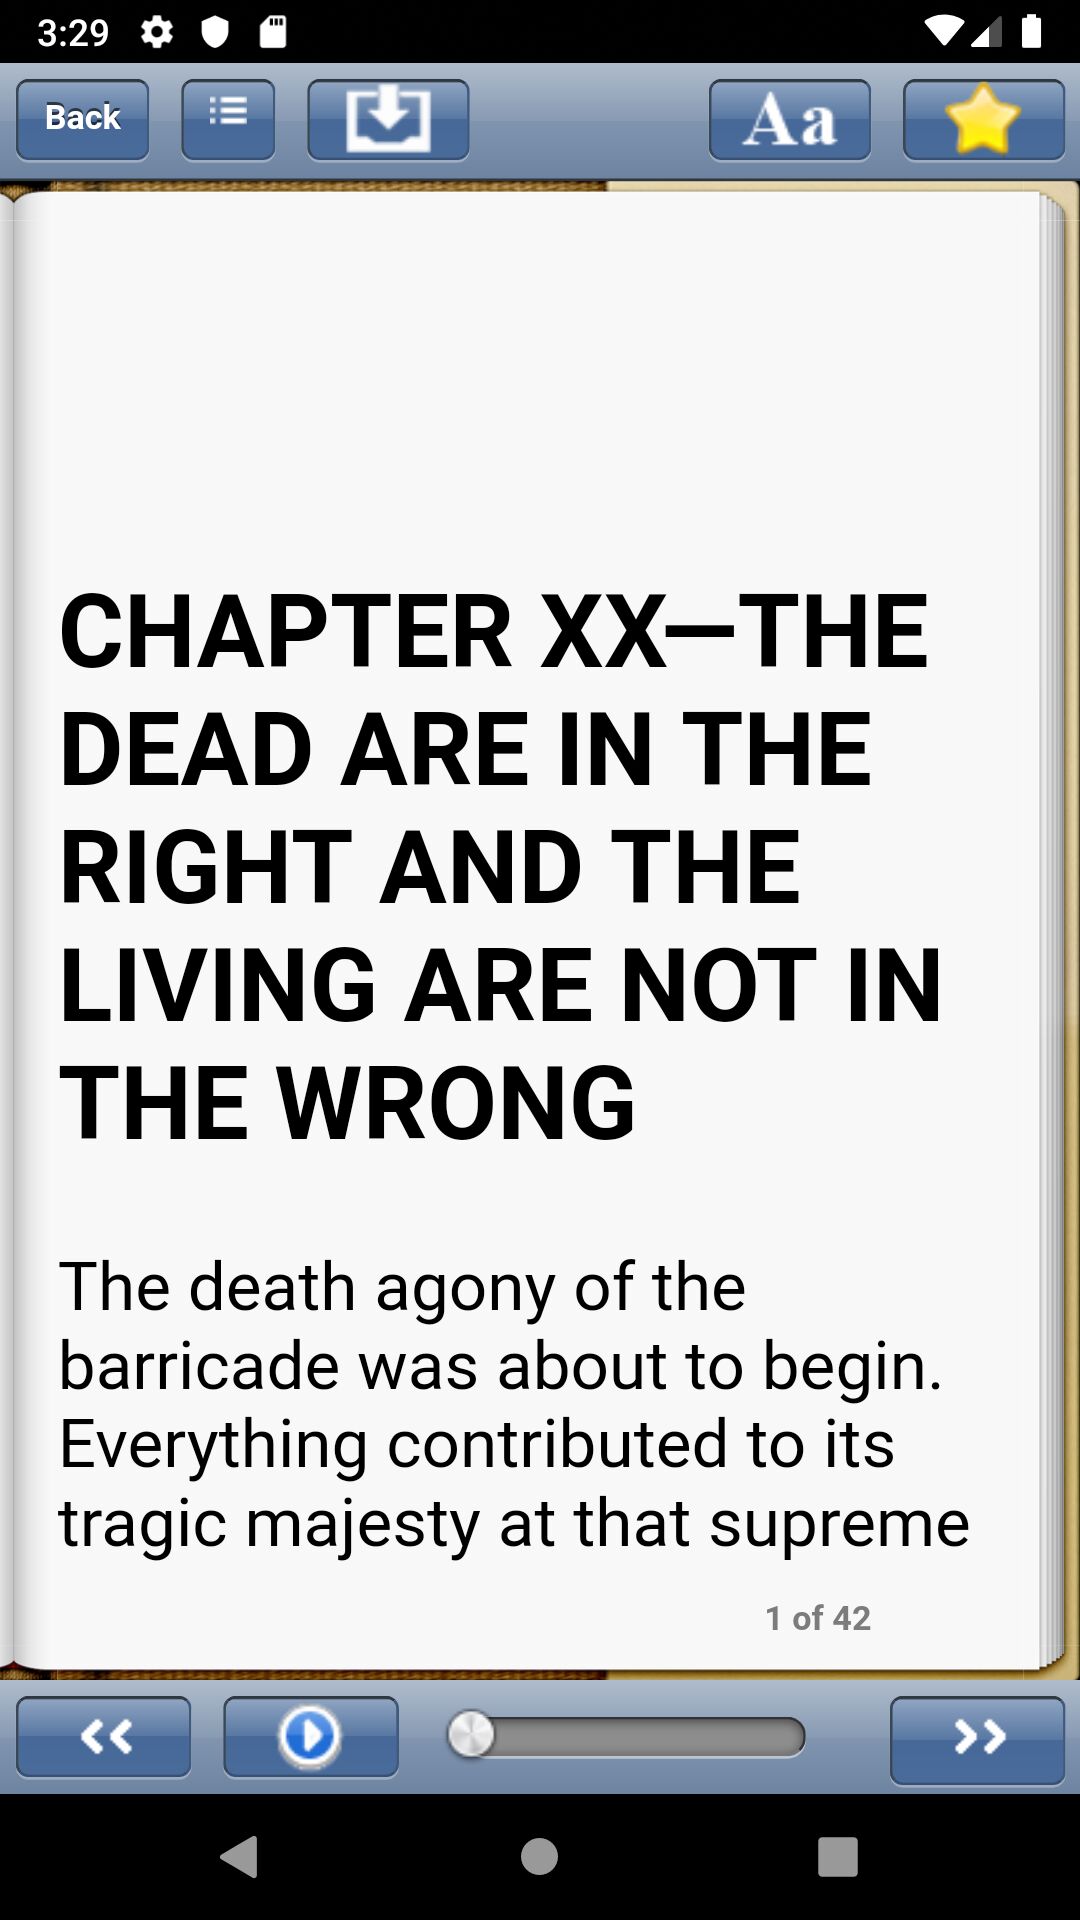 3:29
Back
Aa
CHAPTER XX—THE
DEAD ARE IN THE
RIGHT AND THE
LIVING ARE NOT IN
THE WRONG
The death agony of the
barricade was about to begin.
Everything contributed to its
tragic majesty at that supreme
1 of 42